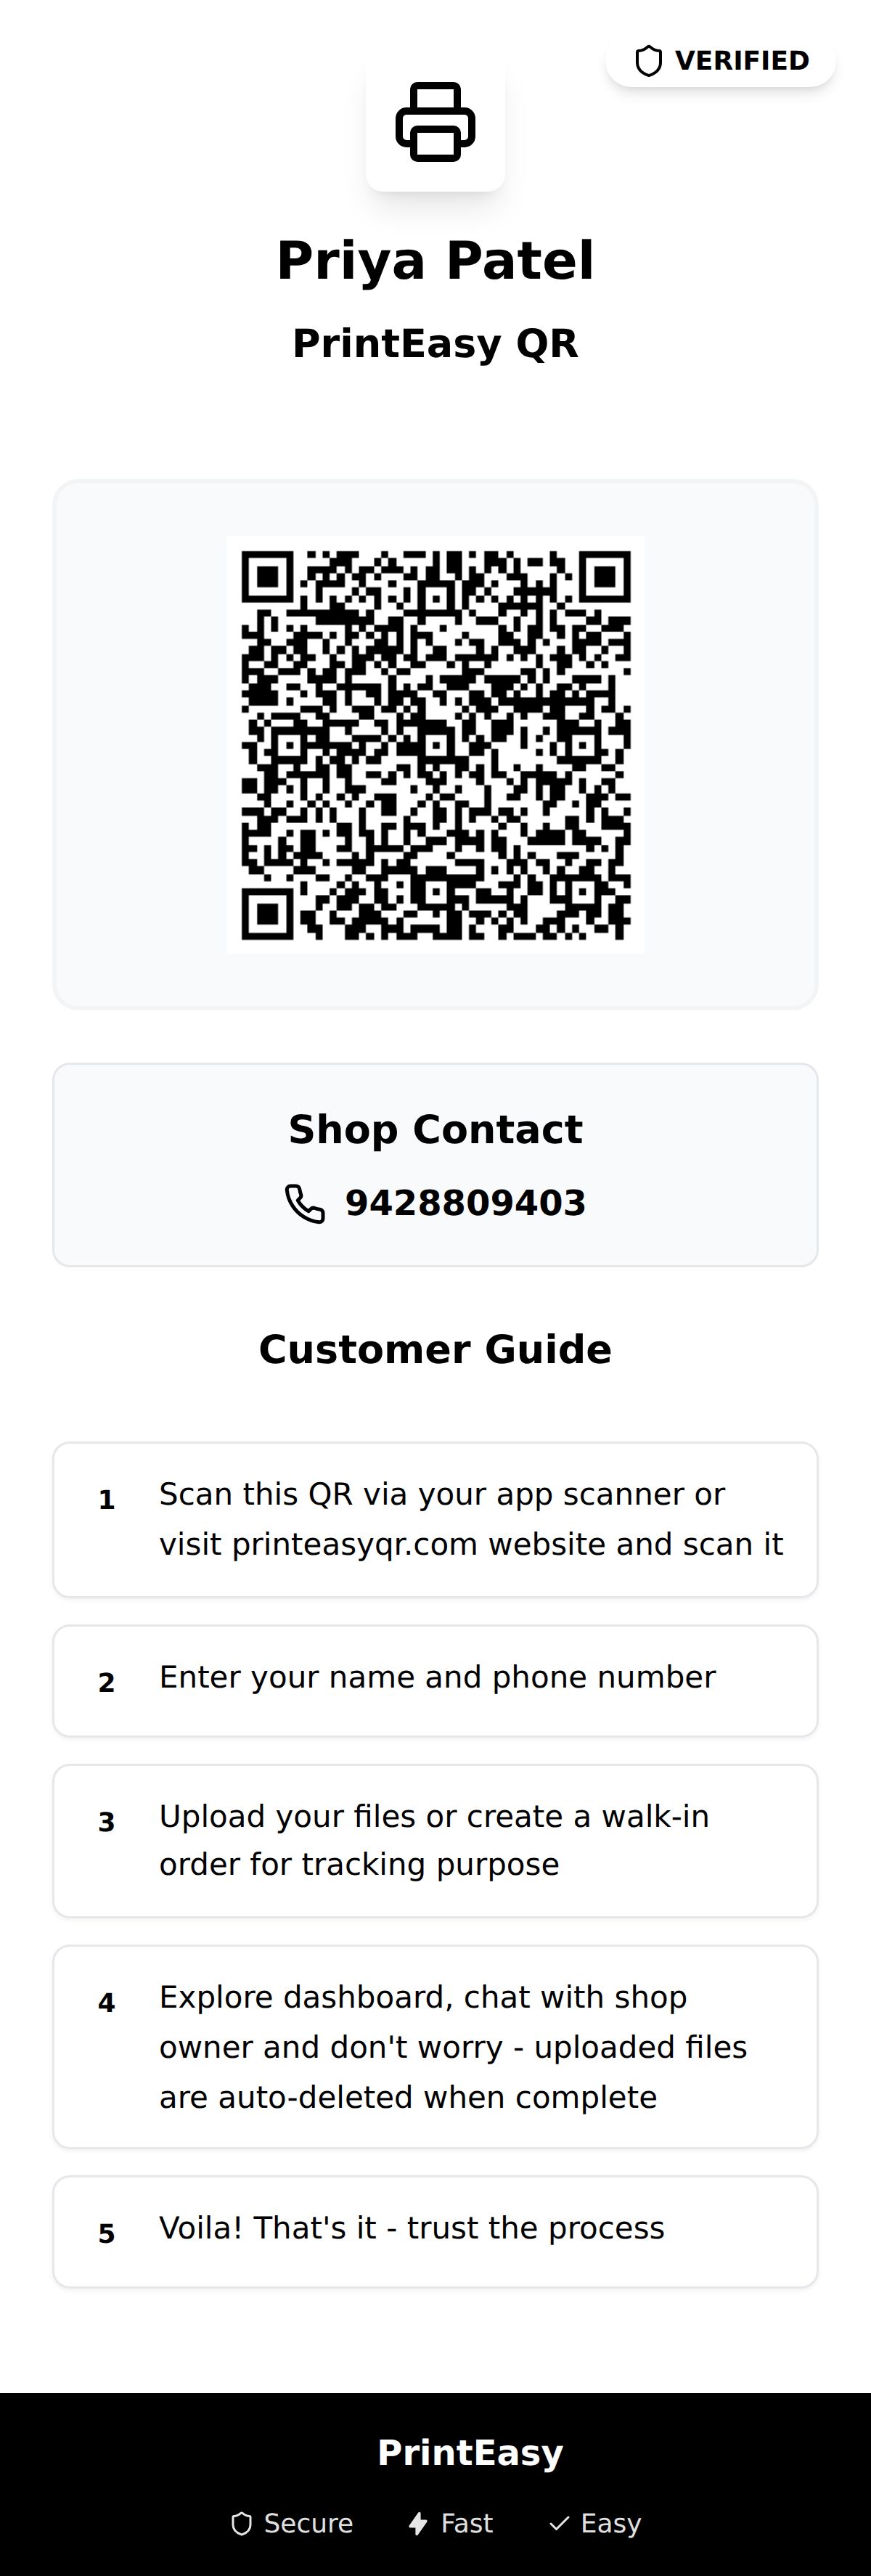 VERIFIED
Priya Patel
PrintEasy QR
Shop Contact
9428809403
Customer Guide
1 Scan this QR via your app scanner or
visit printeasyqr.com website and scan it
2 Enter your name and phone number
3 Upload your files or create a walk-in
order for tracking purpose
4 Explore dashboard, chat with shop
owner and don't worry - uploaded files
are auto-deleted when complete
5 Voila! That's it - trust the process
PrintEasy
Secure Fast Easy